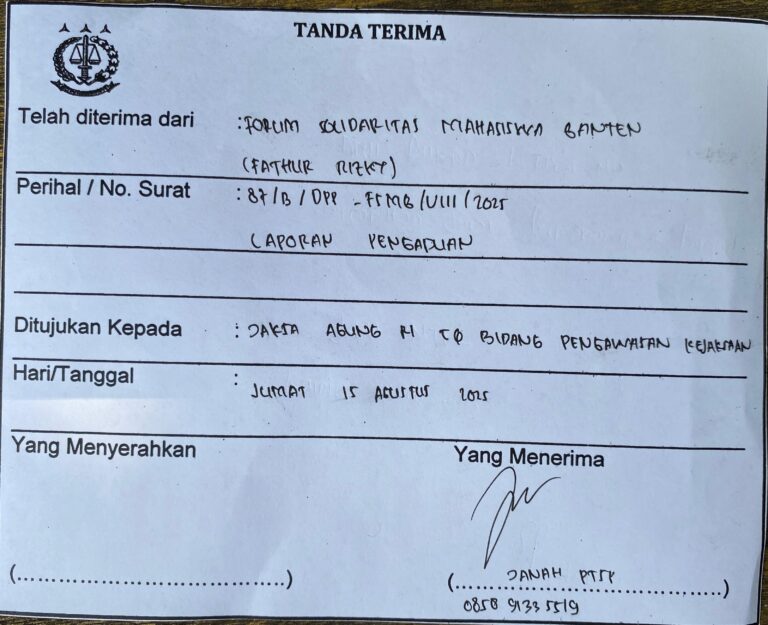 TANDA TERIMA
Telah diterima dari : FORUM SOLIDARITAS MAHASISWA BANTEN
(FATHUR RIZKY)
Perihal / No. Surat : 87/B/DPP-FSMB/VIII/2025
LAPORAN PENGADUAN
Ditujukan Kepada : JAKSA AGUNG RI CQ BIDANG PENGAWASAN KEJAKSAAN
Hari/Tanggal :
JUMAT 15 AGUSTUS 2025
Yang Menyerahkan Yang Menerima
(................................................) (JANAH PTSP)
0858 9133 5519